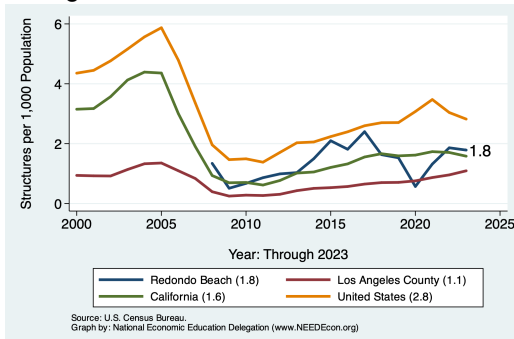 Structures per 1,000 Population
6
4
2
0
1.8
2000 2005 2010 2015 2020 2025
Year: Through 2023
Redondo Beach (1.8) Los Angeles County (1.1)
California (1.6) United States (2.8)
Source: U.S. Census Bureau.
Graph by: National Economic Education Delegation (www.NEEDEcon.org)